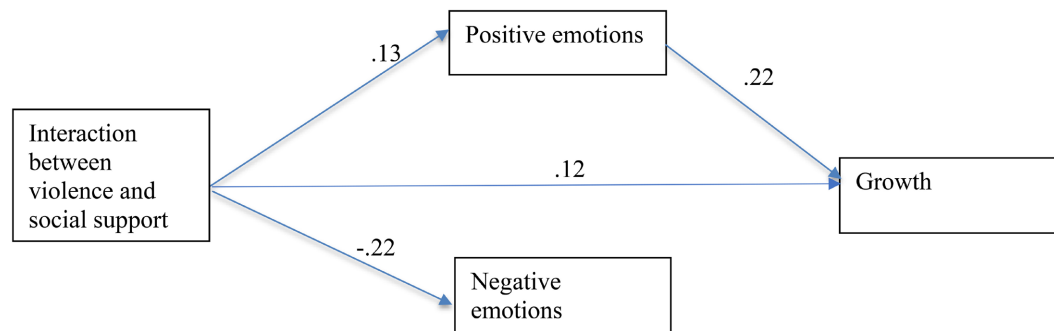 Positive emotions
.13
.22
Interaction
between
violence and
social support
.12
Growth
-.22
Negative
emotions